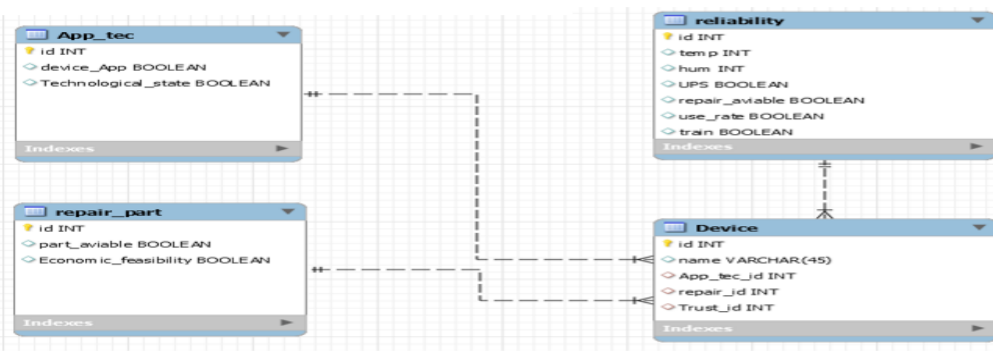 App_tec
id INT
device_App BOOLEAN
Technological_state BOOLEAN
Indexes
repair_part
id INT
part_aviable BOOLEAN
Economic_feasibility BOOLEAN
Indexes
reliability
id INT
temp INT
hum INT
UPS BOOLEAN
repair_aviable BOOLEAN
use_rate BOOLEAN
train BOOLEAN
Indexes
Device
id INT
name VARCHAR(45)
App_tec_id INT
repair_id INT
Trust_id INT
Indexes